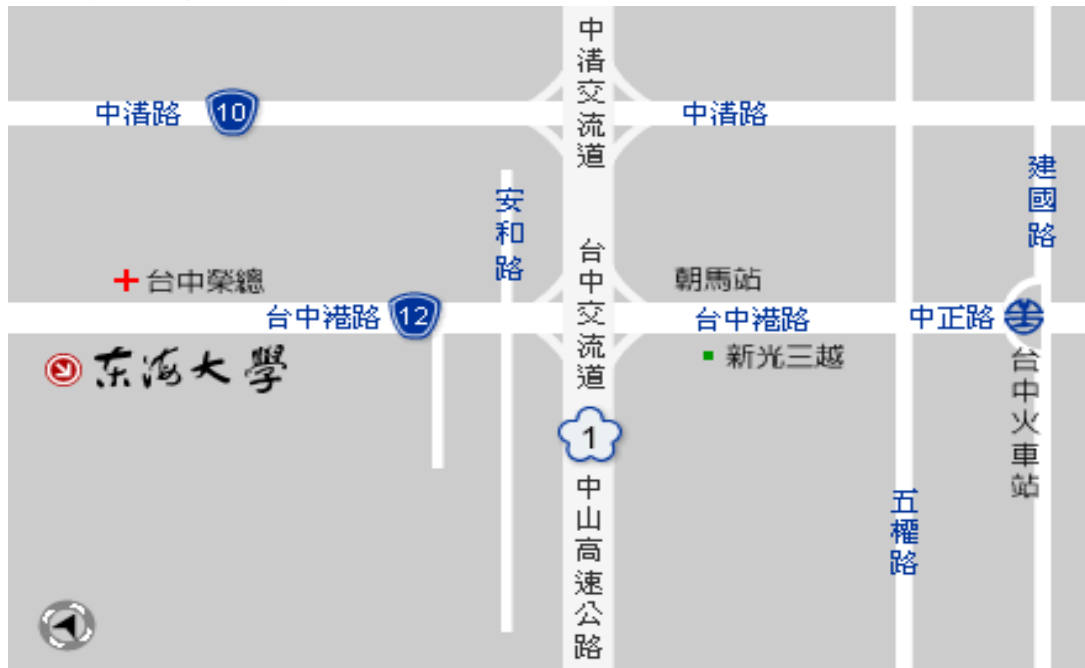 中清交流道
中清路
10
中清路
建國路
安和路
台中交流道
台中榮總
朝馬站
台中港路
12
台中港路
中正路
东海大學
新光三越
台中火車站
1
中山高速公路
五權路